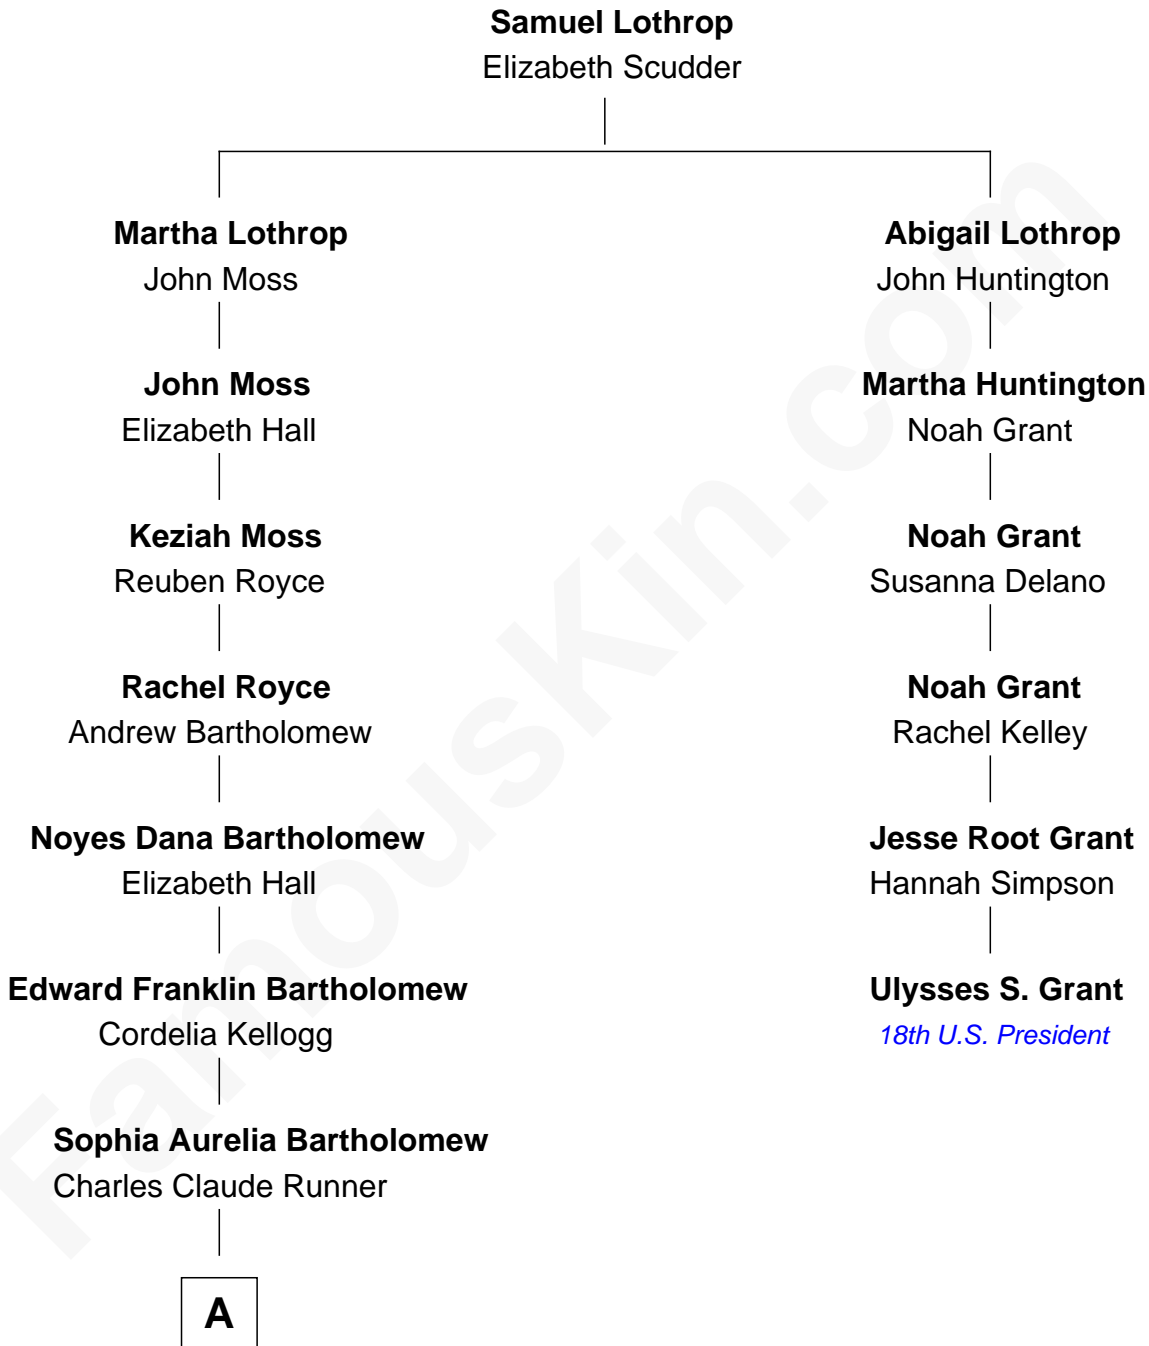 Samuel Lothrop
Elizabeth Scudder
Martha Lothrop
John Moss
John Moss
Elizabeth Hall
Keziah Moss
Reuben Royce
Rachel Royce
Andrew Bartholomew
Noyes Dana Bartholomew
Elizabeth Hall
Edward Franklin Bartholomew
Cordelia Kellogg
Sophia Aurelia Bartholomew
Charles Claude Runner
A
Abigail Lothrop
John Huntington
Martha Huntington
Noah Grant
Noah Grant
Susanna Delano
Noah Grant
Rachel Kelley
Jesse Root Grant
Hannah Simpson
Ulysses S. Grant
18th U.S. President
FamousKin.com